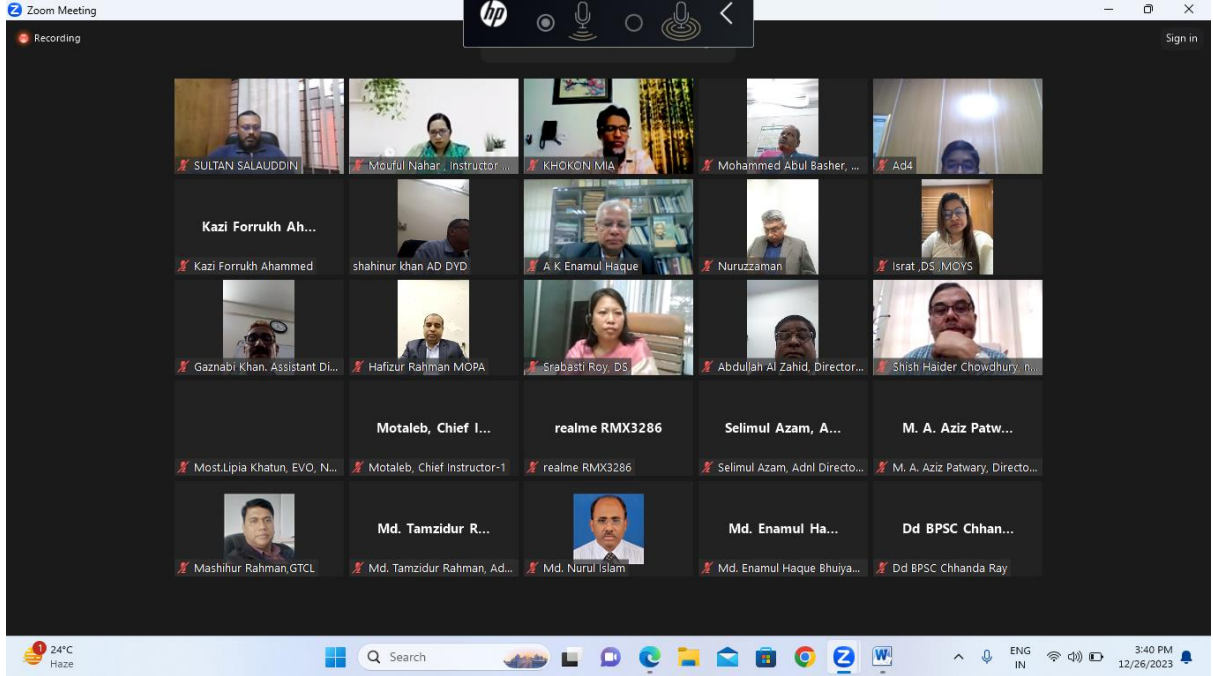 Zoom Meeting
hp
Recording
Sign in
SULTAN SALAUDDIN
Mouful Nahar , Instructor ...
KHOKON MIA
Mohammed Abul Basher, ...
Ad4
Kazi Forrukh Ah...
Kazi Forrukh Ahammed
shahinur khan AD DYD
A K Enamul Haque
Nuruzzaman
Israt ,DS ,MOYS
Gaznabi Khan. Assistant Di...
Hafizur Rahman MOPA
Srabasti Roy, DS
Abdullah Al Zahid, Director...
Shish Haider Chowdhury, n...
Most.Lipia Khatun, EVO, N...
Motaleb, Chief I...
Motaleb, Chief Instructor-1
realme RMX3286
realme RMX3286
Selimul Azam, A...
Selimul Azam, Adnl Directo...
M. A. Aziz Patw...
M. A. Aziz Patwary, Directo...
Mashihur Rahman,GTCL
Md. Tamzidur R...
Md. Tamzidur Rahman, Ad...
Md. Nurul Islam
Md. Enamul Ha...
Md. Enamul Haque Bhuiya...
Dd BPSC Chhan...
Dd BPSC Chhanda Ray
1
24°C
Haze
Search
ENG
IN
3:40 PM
12/26/2023